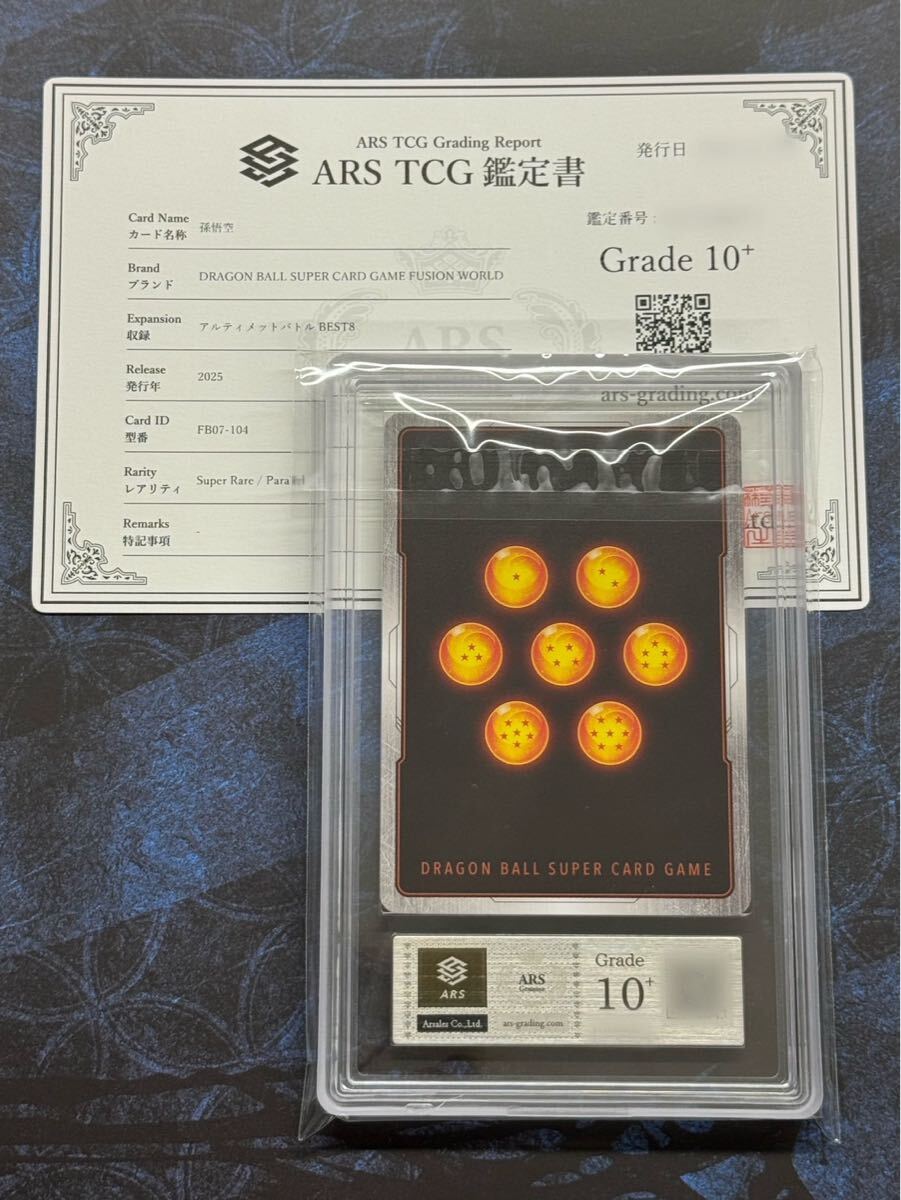 ARS TCG Grading Report
ARS TCG 鑑定書
発行日
鑑定番号 :
Grade 10+
Card Name
カード名称
孫悟空
Brand
ブランド
DRAGON BALL SUPER CARD GAME FUSION WORLD
Expansion
収録
アルティメットバトル BEST8
Release
発行年
2025
Card ID
型番
FB07-104
Rarity
レアリティ
Super Rare / Para
Remarks
特記事項
-
ARS
ars-grading.com
DRAGON BALL SUPER CARD GAME
ARS
Arsales Co.,Ltd.
ARS
Genuine
ars-grading.com
Grade
10+